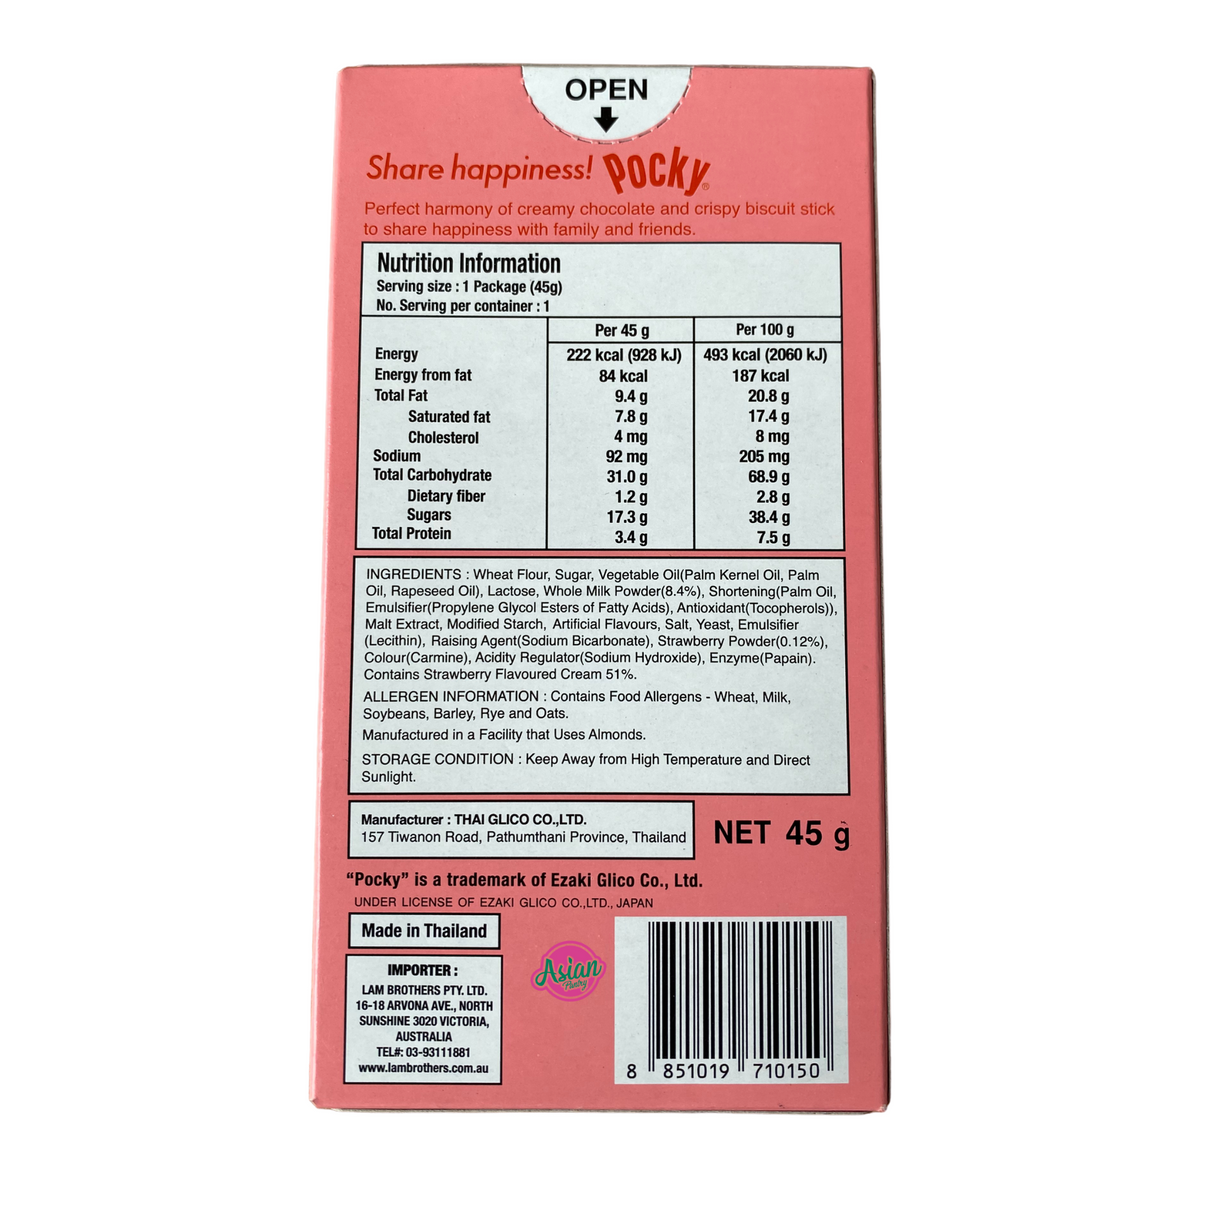 OPEN
Share happiness! Pocky®
Perfect harmony of creamy chocolate and crispy biscuit stick
to share happiness with family and friends.
Nutrition Information
Serving size : 1 Package (45g)
No. Serving per container : 1
Per 45 g Per 100 g
Energy 222 kcal (928 kJ) 493 kcal (2060 kJ)
Energy from fat 84 kcal 187 kcal
Total Fat 9.4 g 20.8 g
Saturated fat 7.8 g 17.4 g
Cholesterol 4 mg 8 mg
Sodium 92 mg 205 mg
Total Carbohydrate 31.0 g 68.9 g
Dietary fiber 1.2 g 2.8 g
Sugars 17.3 g 38.4 g
Total Protein 3.4 g 7.5 g
INGREDIENTS : Wheat Flour, Sugar, Vegetable Oil(Palm Kernel Oil, Palm
Oil, Rapeseed Oil), Lactose, Whole Milk Powder(8.4%), Shortening(Palm Oil,
Emulsifier(Propylene Glycol Esters of Fatty Acids), Antioxidant(Tocopherols)),
Malt Extract, Modified Starch, Artificial Flavours, Salt, Yeast, Emulsifier
(Lecithin), Raising Agent(Sodium Bicarbonate), Strawberry Powder(0.12%),
Colour(Carmine), Acidity Regulator(Sodium Hydroxide), Enzyme(Papain).
Contains Strawberry Flavoured Cream 51%.
ALLERGEN INFORMATION : Contains Food Allergens - Wheat, Milk,
Soybeans, Barley, Rye and Oats.
Manufactured in a Facility that Uses Almonds.
STORAGE CONDITION : Keep Away from High Temperature and Direct
Sunlight.
Manufacturer : THAI GLICO CO.,LTD.
157 Tiwanon Road, Pathumthani Province, Thailand
NET 45 g
“Pocky” is a trademark of Ezaki Glico Co., Ltd.
UNDER LICENSE OF EZAKI GLICO CO.,LTD., JAPAN
Made in Thailand
IMPORTER :
LAM BROTHERS PTY. LTD.
16-18 ARVONA AVE., NORTH
SUNSHINE 3020 VICTORIA,
AUSTRALIA
TEL#: 03-93111881
www.lambrothers.com.au
Asian
Pantry
8 851019 710150